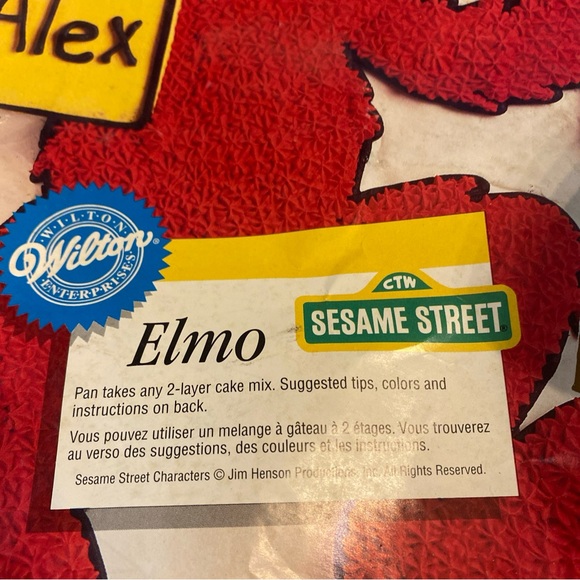 Alex
WILTON
Wilton®
ENTERPRISES
CTW
SESAME STREET®
Elmo
Pan takes any 2-layer cake mix. Suggested tips, colors and
instructions on back.
Vous pouvez utiliser un melange à gâteau à 2 étages. Vous trouverez
au verso des suggestions, des couleurs et les instructions.
Sesame Street Characters © Jim Henson Productions, Inc. All Rights Reserved.